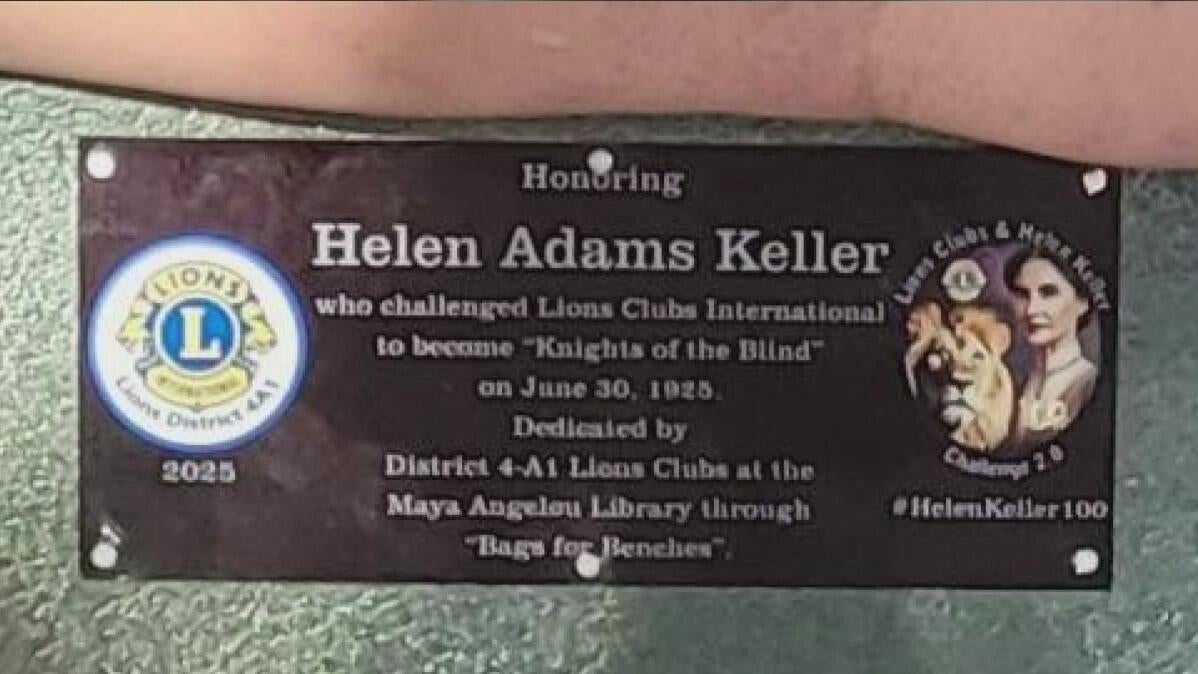 Honoring
Helen Adams Keller
who challenged Lions Clubs International
to become "Knights of the Blind"
on June 30, 1925.
Dedicated by
District 4-A1 Lions Clubs at the
Maya Angelou Library through
"Bags for Benches".
LIONS
L
Lions District 4A1
2025
Lions Clubs & Helen Keller
L
Challenge 2.0
#HelenKeller100